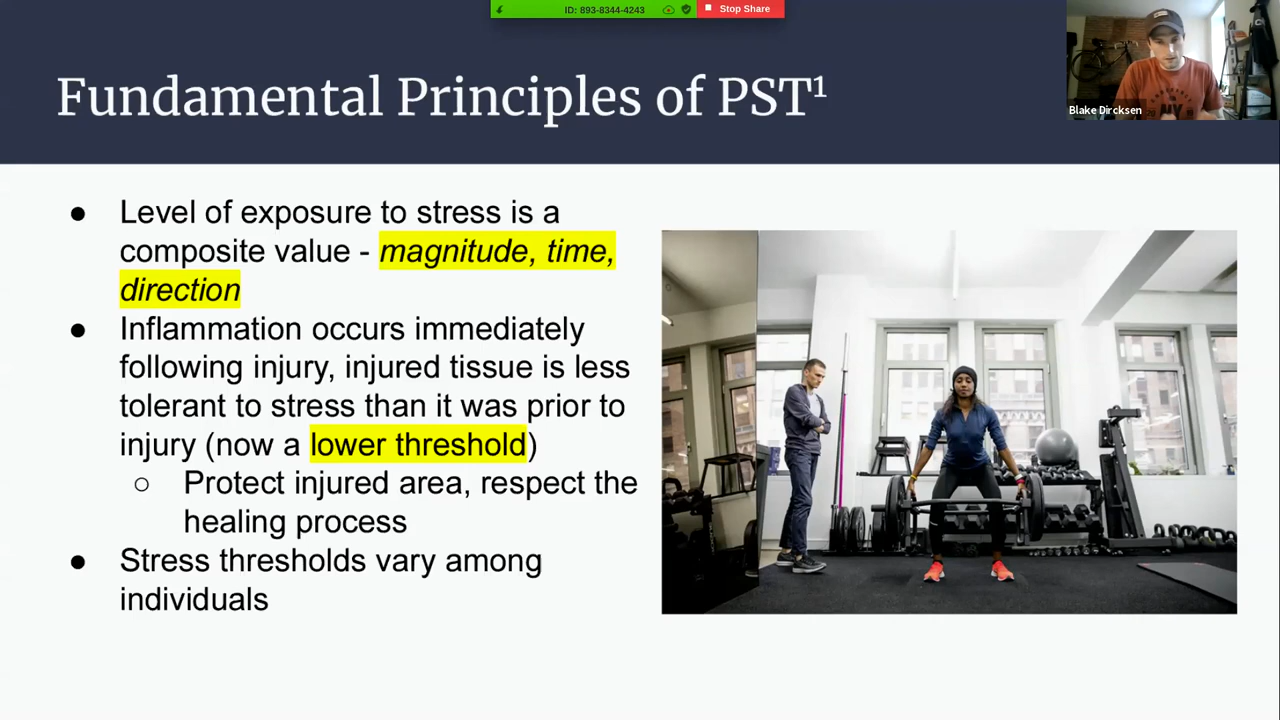 ID: 893-8344-4243
Stop Share
Fundamental Principles of PST¹
Blake Dircksen
NY
● Level of exposure to stress is a
composite value - magnitude, time,
direction
● Inflammation occurs immediately
following injury, injured tissue is less
tolerant to stress than it was prior to
injury (now a lower threshold)
○ Protect injured area, respect the
healing process
● Stress thresholds vary among
individuals